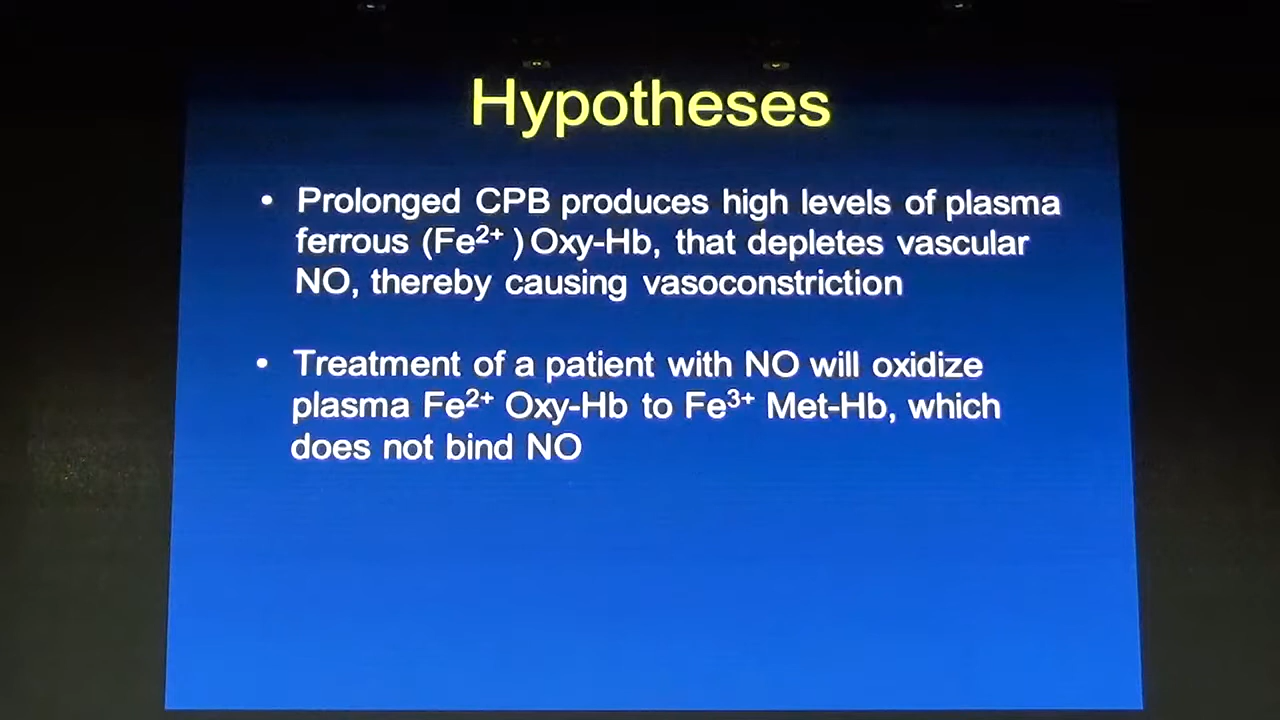 Hypotheses
• Prolonged CPB produces high levels of plasma
ferrous (Fe²⁺ ) Oxy-Hb, that depletes vascular
NO, thereby causing vasoconstriction
• Treatment of a patient with NO will oxidize
plasma Fe²⁺ Oxy-Hb to Fe³⁺ Met-Hb, which
does not bind NO